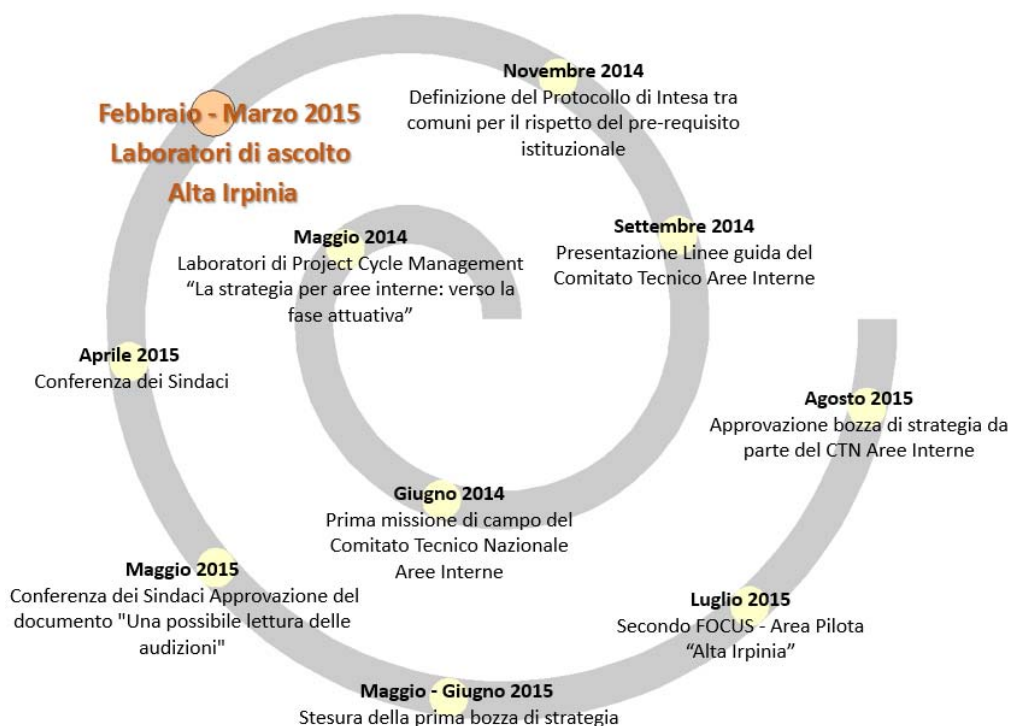 Novembre 2014
Definizione del Protocollo di Intesa tra
comuni per il rispetto del pre-requisito
istituzionale
Febbraio - Marzo 2015
Laboratori di ascolto
Alta Irpinia
Settembre 2014
Presentazione Linee guida del
Comitato Tecnico Aree Interne
Maggio 2014
Laboratori di Project Cycle Management
“La strategia per aree interne: verso la
fase attuativa”
Aprile 2015
Conferenza dei Sindaci
Agosto 2015
Approvazione bozza di strategia da
parte del CTN Aree Interne
Giugno 2014
Prima missione di campo del
Comitato Tecnico Nazionale
Aree Interne
Maggio 2015
Conferenza dei Sindaci Approvazione del
documento "Una possibile lettura delle
audizioni"
Luglio 2015
Secondo FOCUS - Area Pilota
“Alta Irpinia”
Maggio - Giugno 2015
Stesura della prima bozza di strategia